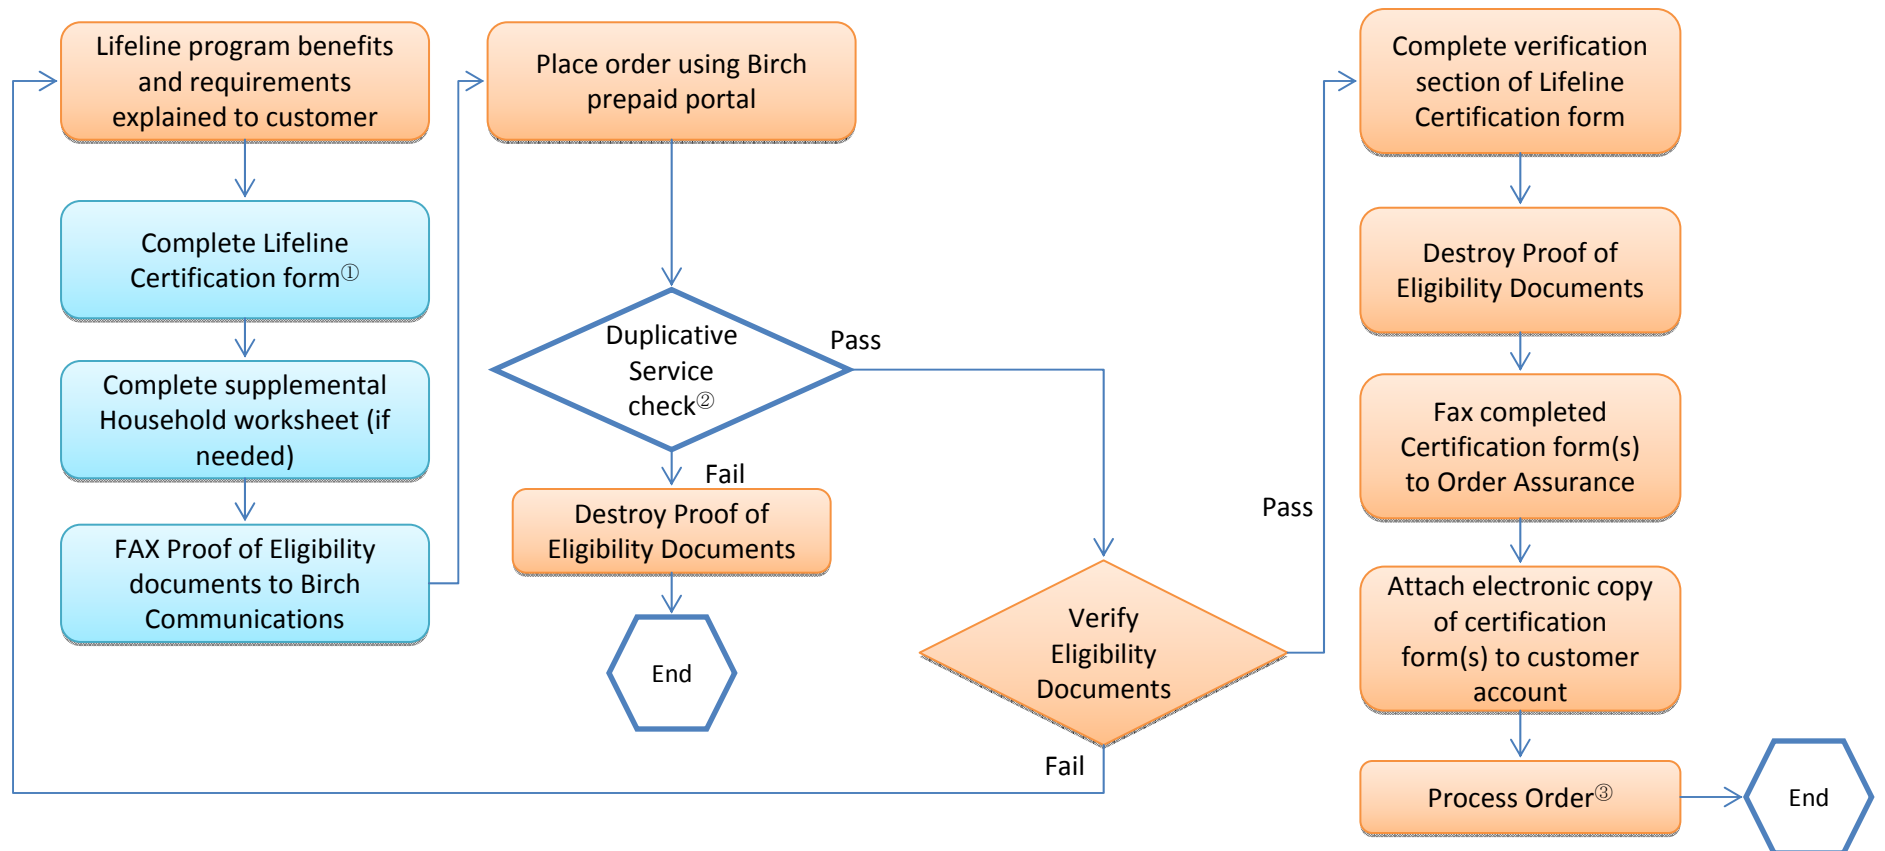 Lifeline program benefits
and requirements
explained to customer
Complete Lifeline
Certification form①
Complete supplemental
Household worksheet (if
needed)
FAX Proof of Eligibility
documents to Birch
Communications
Place order using Birch
prepaid portal
Duplicative
Service
check②
Pass
Fail
Destroy Proof of
Eligibility Documents
End
Verify
Eligibility
Documents
Pass
Fail
Complete verification
section of Lifeline
Certification form
Destroy Proof of
Eligibility Documents
Fax completed
Certification form(s)
to Order Assurance
Attach electronic copy
of certification
form(s) to customer
account
Process Order③
End